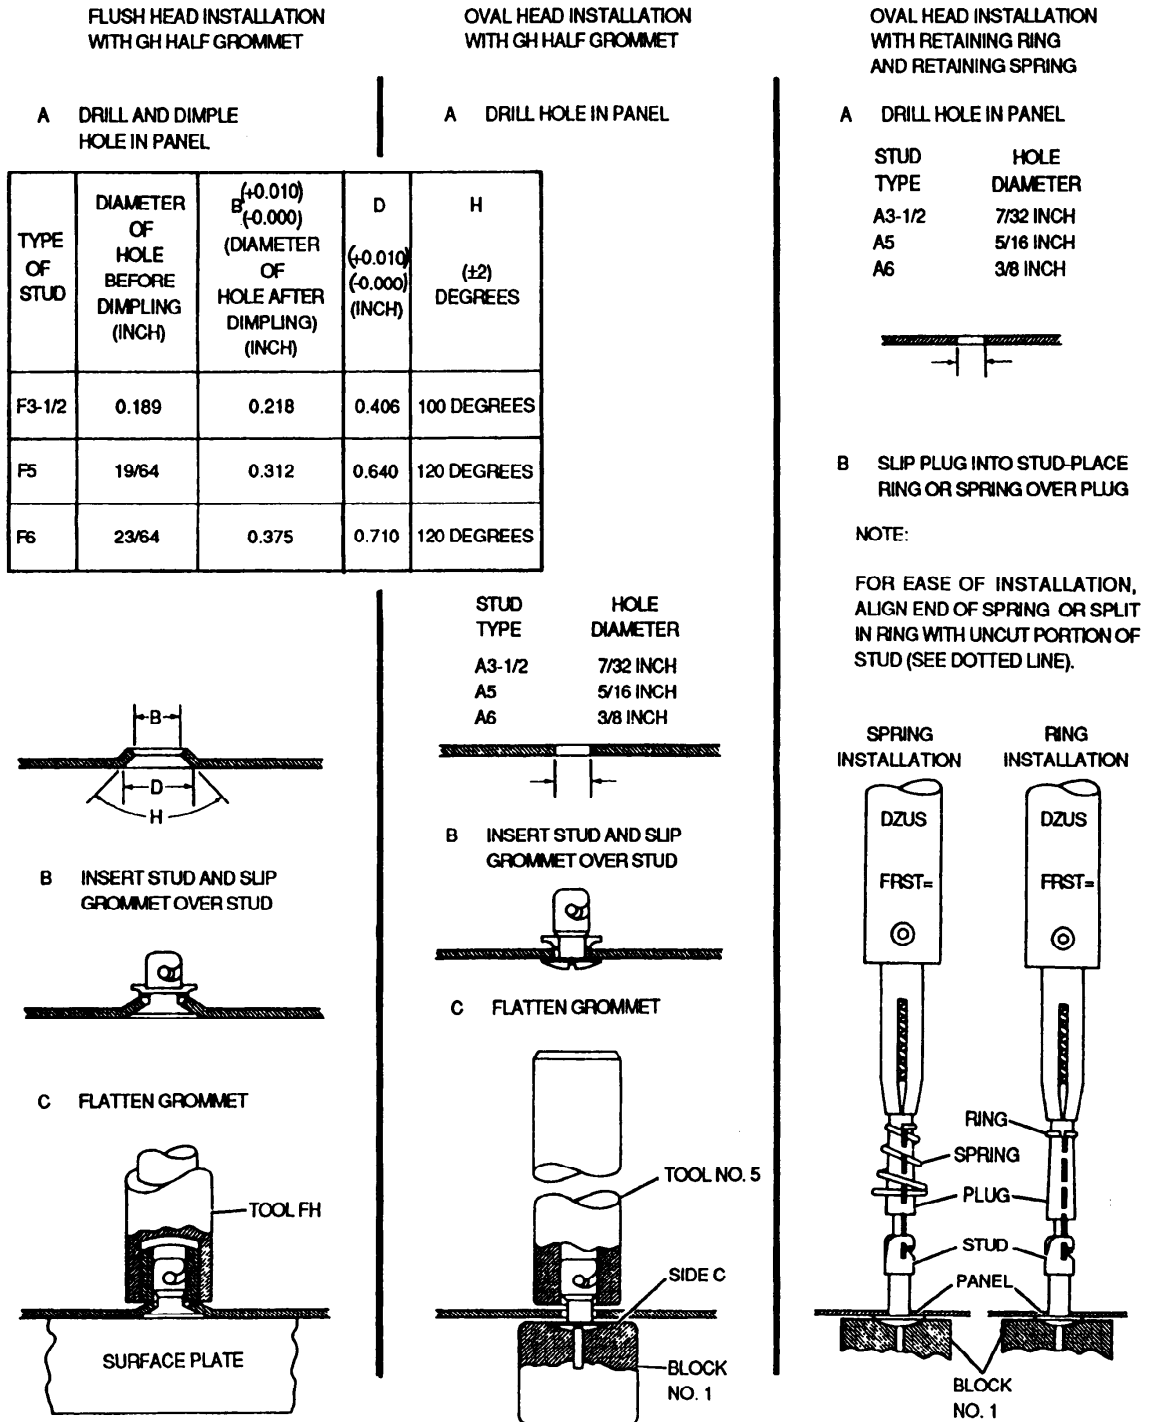 FLUSH HEAD INSTALLATION
WITH GH HALF GROMMET
A DRILL AND DIMPLE
HOLE IN PANEL
TYPE OF STUD
DIAMETER OF HOLE BEFORE DIMPLING (INCH)
B (+0.010) (-0.000) (DIAMETER OF HOLE AFTER DIMPLING) (INCH)
D (+0.010) (-0.000) (INCH)
H (±2) DEGREES
F3-1/2 0.189 0.218 0.406 100 DEGREES
F5 19/64 0.312 0.640 120 DEGREES
F6 23/64 0.375 0.710 120 DEGREES
B
D
H
B INSERT STUD AND SLIP
GROMMET OVER STUD
C FLATTEN GROMMET
TOOL FH
SURFACE PLATE
OVAL HEAD INSTALLATION
WITH GH HALF GROMMET
A DRILL HOLE IN PANEL
STUD HOLE
TYPE DIAMETER
A3-1/2 7/32 INCH
A5 5/16 INCH
A6 3/8 INCH
B INSERT STUD AND SLIP
GROMMET OVER STUD
C FLATTEN GROMMET
TOOL NO. 5
SIDE C
BLOCK
NO. 1
OVAL HEAD INSTALLATION
WITH RETAINING RING
AND RETAINING SPRING
A DRILL HOLE IN PANEL
STUD HOLE
TYPE DIAMETER
A3-1/2 7/32 INCH
A5 5/16 INCH
A6 3/8 INCH
B SLIP PLUG INTO STUD-PLACE
RING OR SPRING OVER PLUG
NOTE:
FOR EASE OF INSTALLATION,
ALIGN END OF SPRING OR SPLIT
IN RING WITH UNCUT PORTION OF
STUD (SEE DOTTED LINE).
SPRING RING
INSTALLATION INSTALLATION
DZUS DZUS
FRST= FRST=
RING
SPRING
PLUG
STUD
PANEL
BLOCK
NO. 1